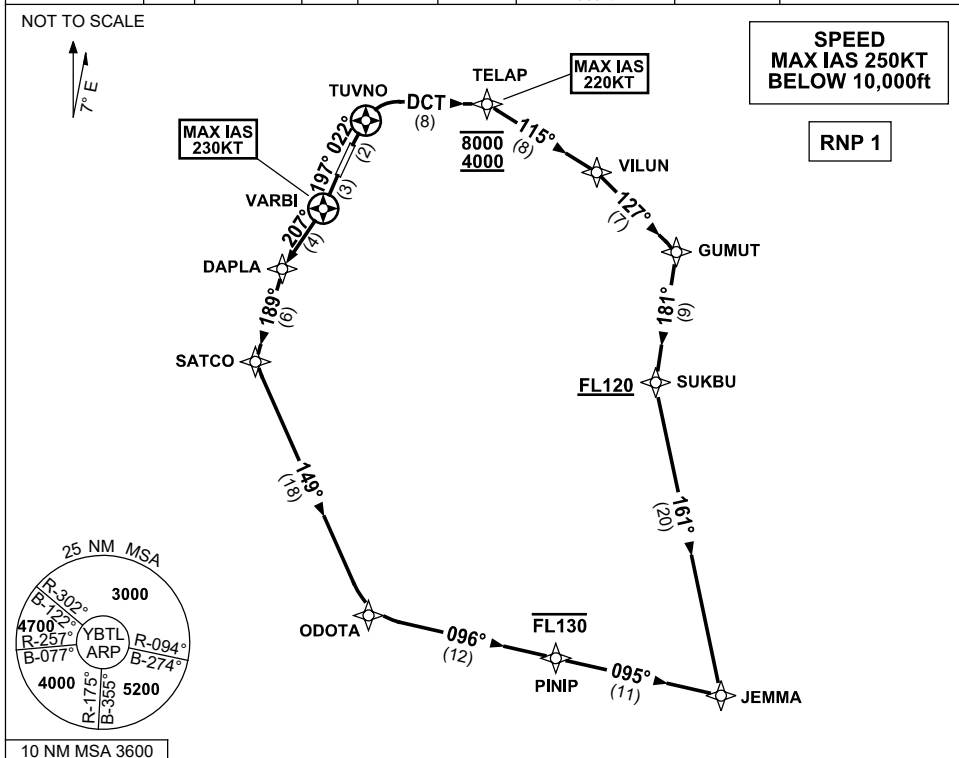 NOT TO SCALE
7° E
SPEED
MAX IAS 250KT
BELOW 10,000ft
RNP 1
TELAP
MAX IAS
220KT
TUVNO
DCT
(8)
8000
4000
115°
(8)
VILUN
MAX IAS
230KT
197° 022°
(2)
(3)
VARBI
127°
(7)
GUMUT
207°
(4)
DAPLA
189°
(6)
181°
(9)
SATCO
FL120
SUKBU
149°
(18)
161°
(20)
ODOTA
096°
(12)
FL130
PINIP
095°
(11)
JEMMA
25 NM MSA
3000
R-302°
B-122°
4700
R-257°
B-077°
YBTL
ARP
R-094°
B-274°
4000
R-175°
B-355°
5200
10 NM MSA 3600